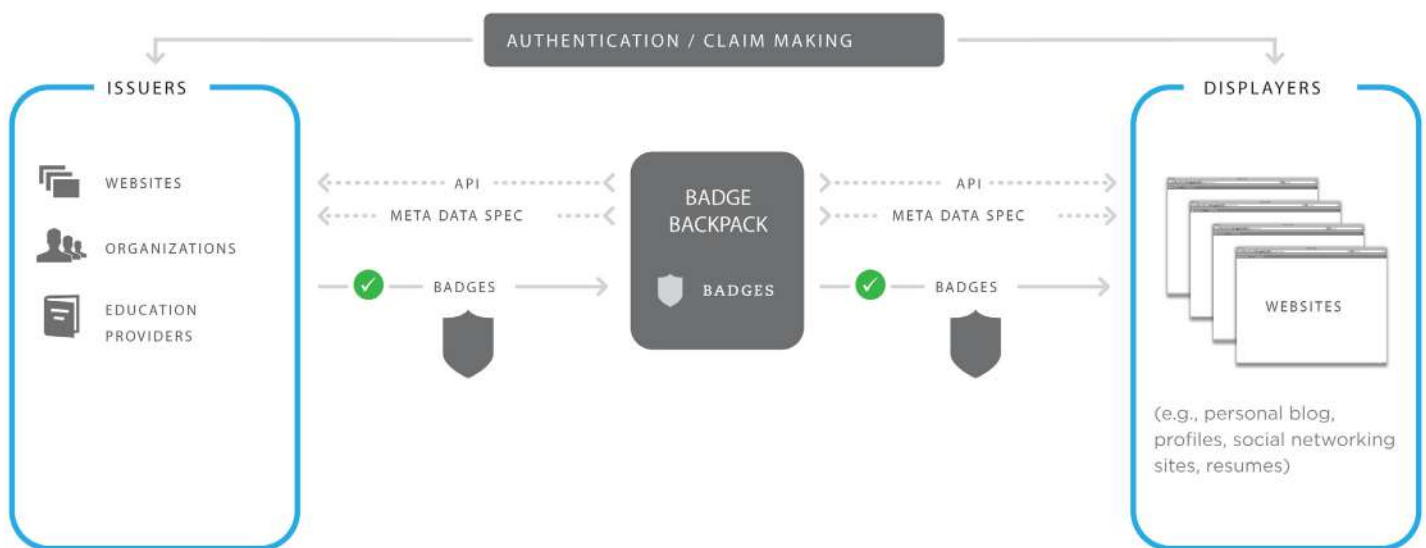 AUTHENTICATION / CLAIM MAKING
ISSUERS
WEBSITES
ORGANIZATIONS
EDUCATION
PROVIDERS
API
META DATA SPEC
BADGES
BADGE
BACKPACK
BADGES
API
META DATA SPEC
BADGES
DISPLAYERS
WEBSITES
(e.g., personal blog,
profiles, social networking
sites, resumes)